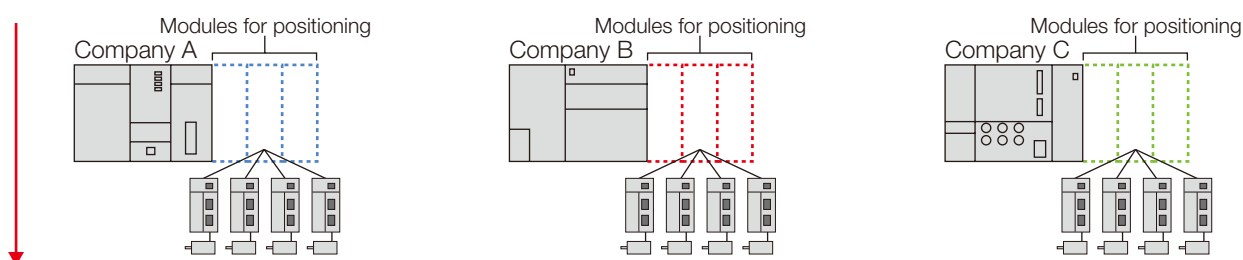 Modules for positioning
Company A
Modules for positioning
Company B
Modules for positioning
Company C